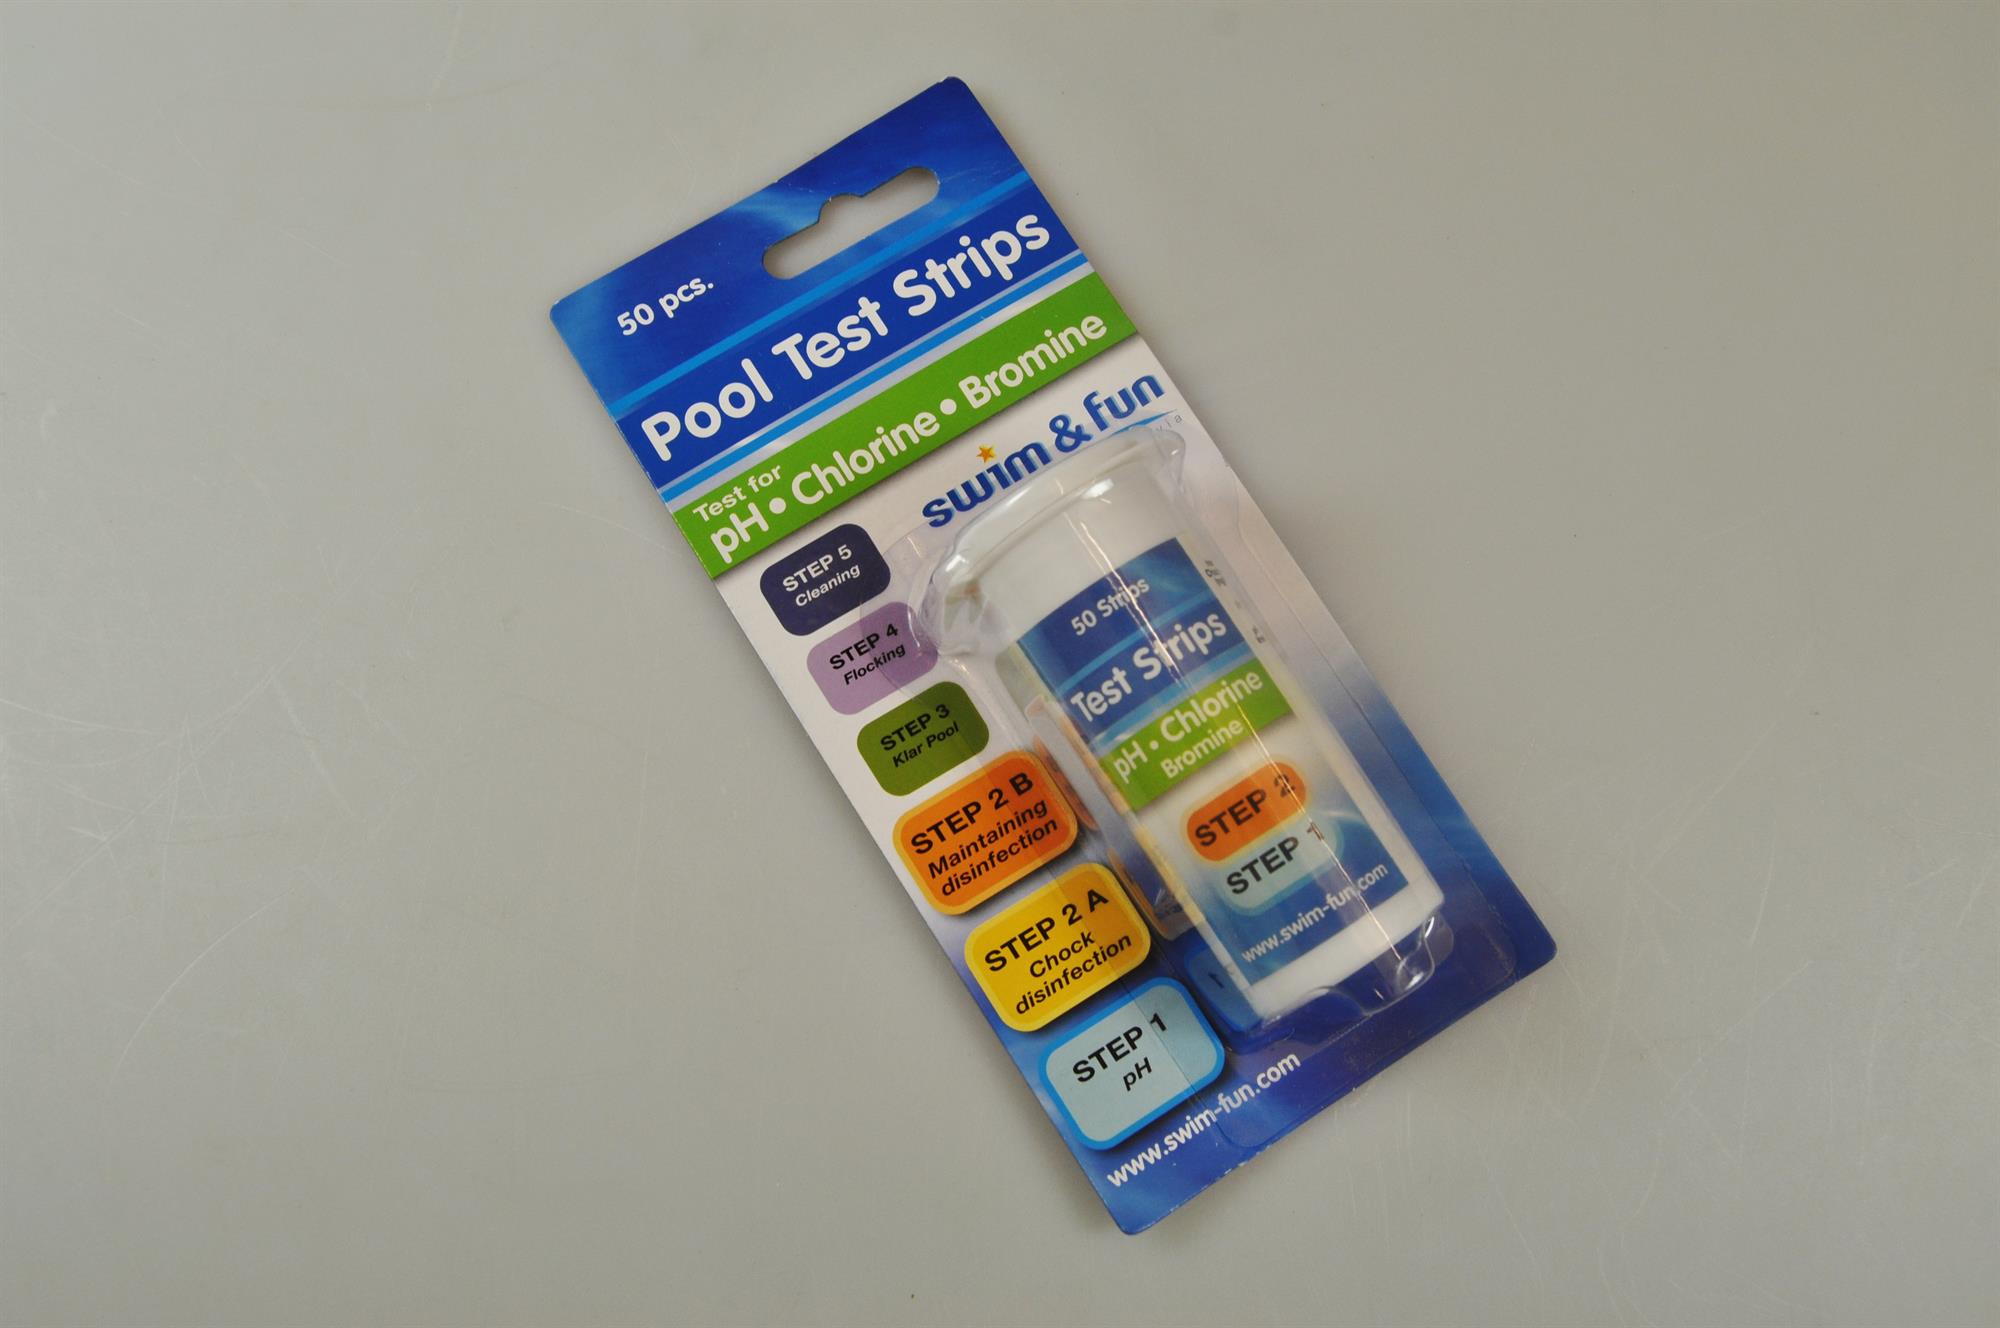 50 pcs.
Pool Test Strips
Test for
pH • Chlorine • Bromine
swim & fun
STEP 5
Cleaning
STEP 4
Flocking
STEP 3
Klar Pool
STEP 2 B
Maintaining
disinfection
STEP 2 A
Chock
disinfection
STEP 1
pH
www.swim-fun.com
50 Strips
Test Strips
pH • Chlorine
Bromine
STEP 2
STEP 1
www.swim-fun.com